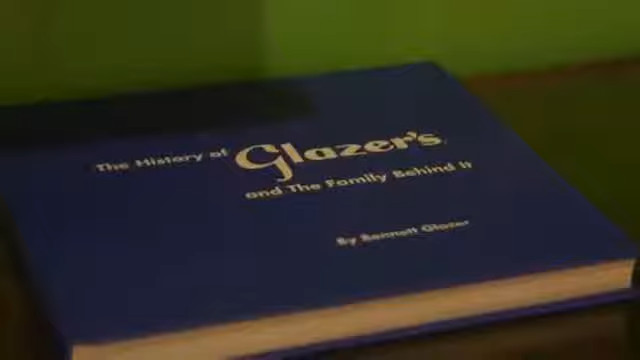 The History of Glazer's
and The Family Behind It
By Bennett Glazer